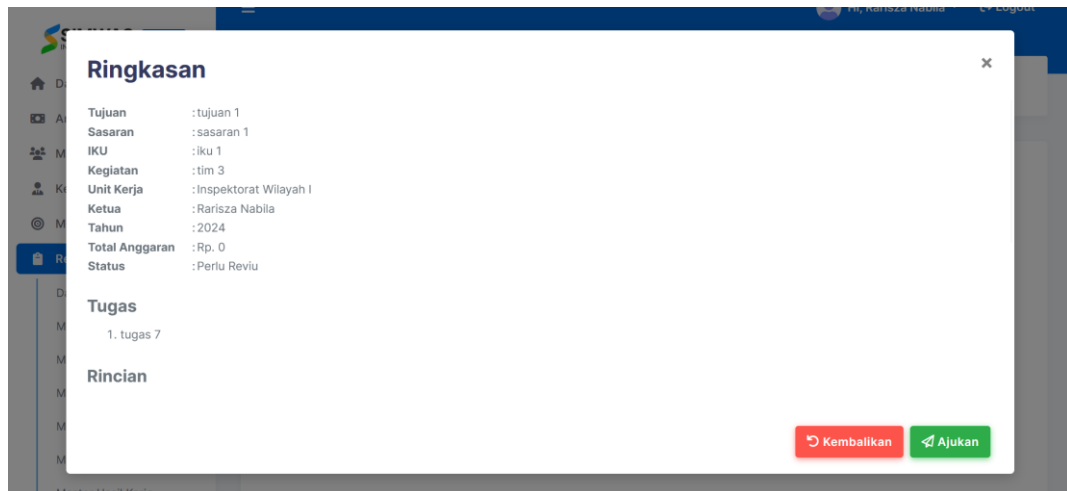 Hi, Rarisza Nabila
Logout
Ringkasan
×
Tujuan : tujuan 1
Sasaran : sasaran 1
IKU : iku 1
Kegiatan : tim 3
Unit Kerja : Inspektorat Wilayah I
Ketua : Rarisza Nabila
Tahun : 2024
Total Anggaran : Rp. 0
Status : Perlu Reviu
Tugas
1. tugas 7
Rincian
Kembalikan
Ajukan